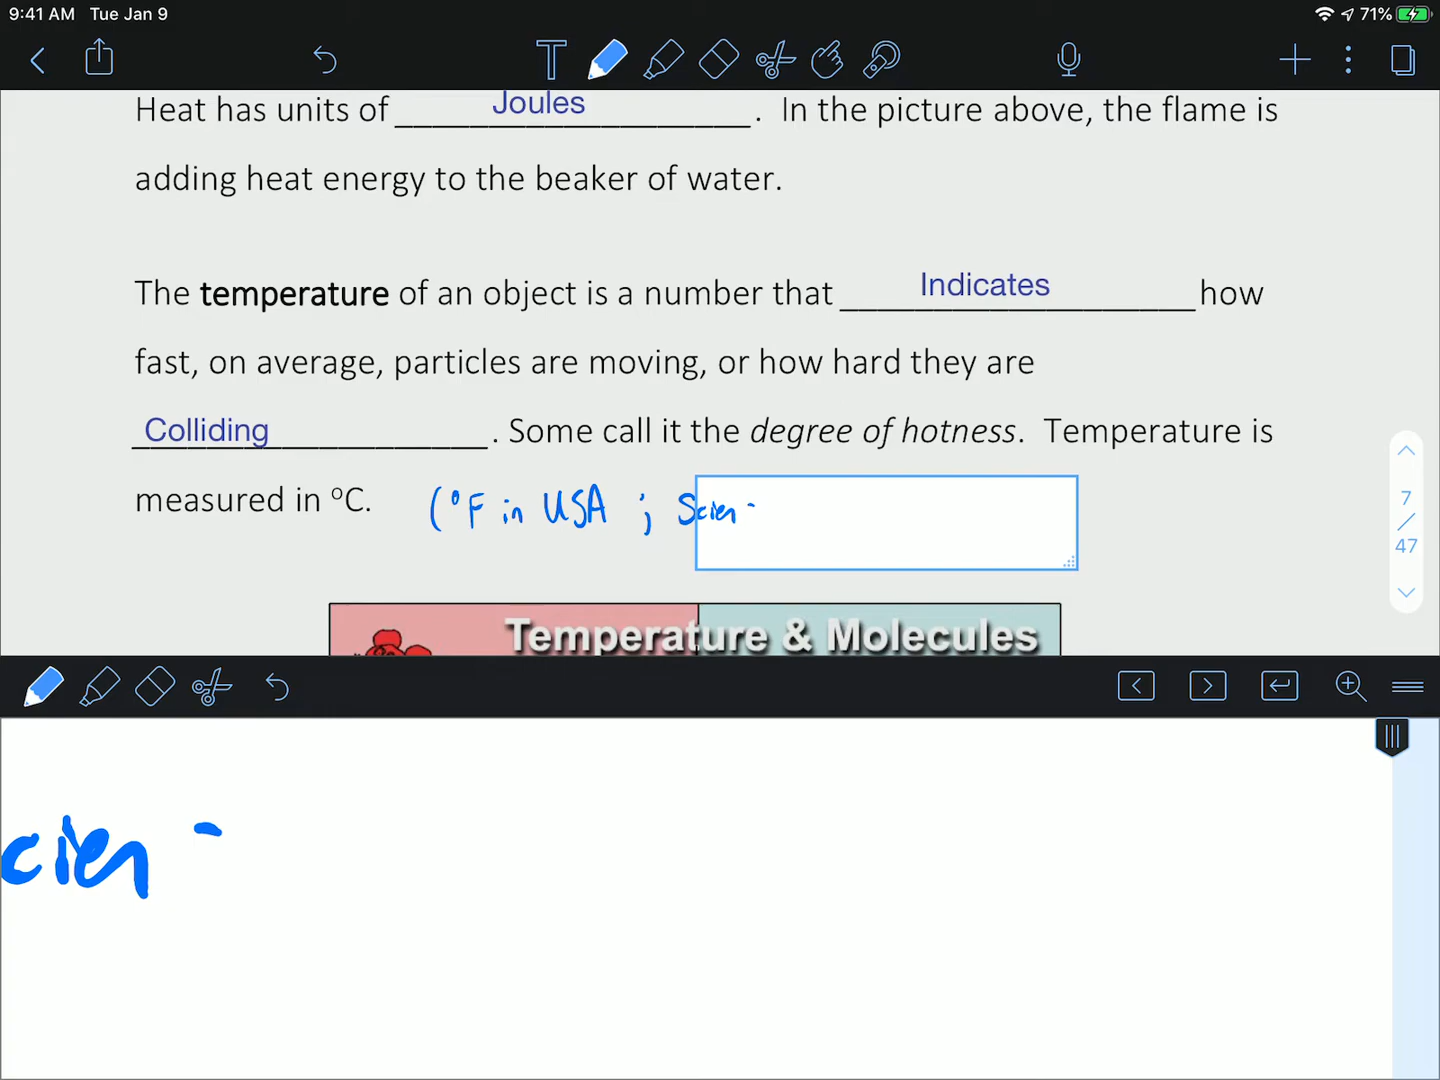 9:41 AM Tue Jan 9 71%
Heat has units of Joules. In the picture above, the flame is
adding heat energy to the beaker of water.
The temperature of an object is a number that Indicates how
fast, on average, particles are moving, or how hard they are
Colliding. Some call it the degree of hotness. Temperature is
measured in °C. (°F in USA ; Scien -
7
/
47
Temperature & Molecules
cien -